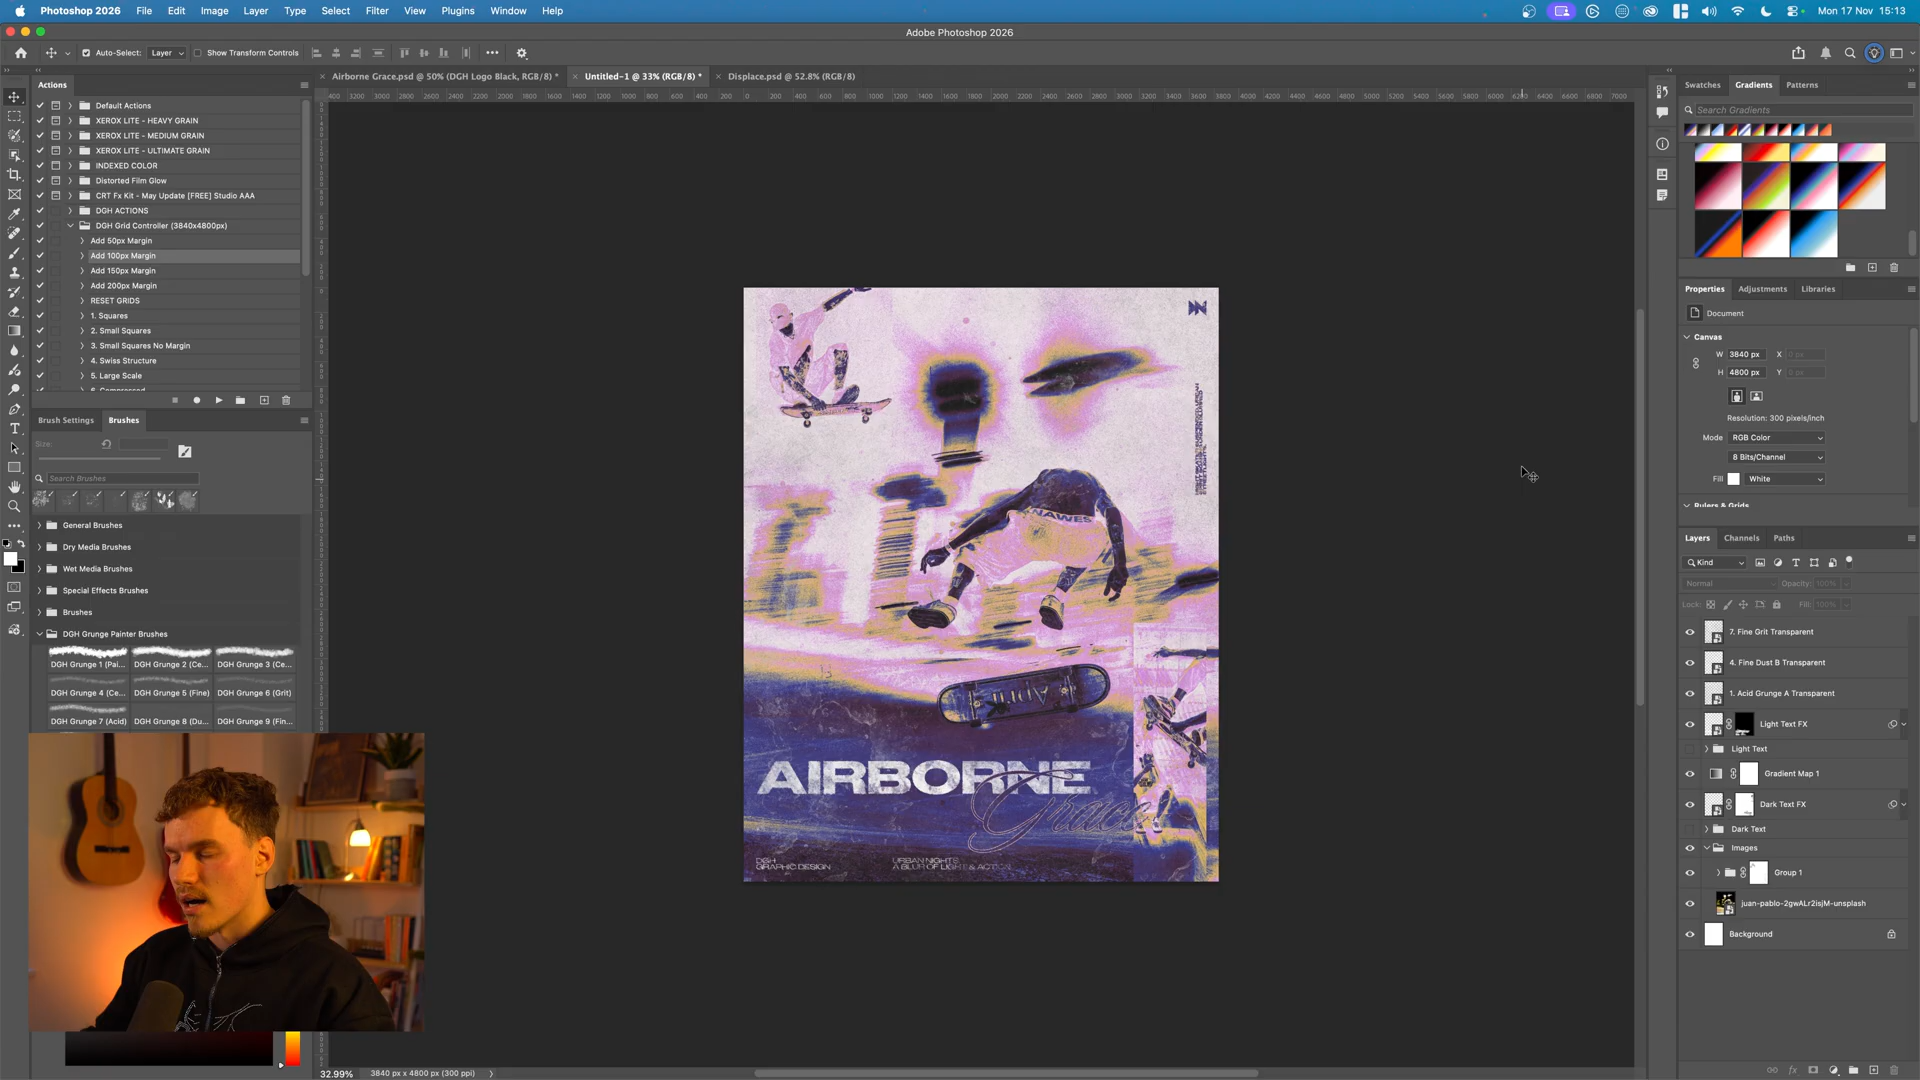 Photoshop 2026 File Edit Image Layer Type Select Filter View Plugins Window Help
Mon 17 Nov 15:13
Adobe Photoshop 2026
Auto-Select: Layer Show Transform Controls
Airborne Grace.psd @ 50% (DGH Logo Black, RGB/8) *
Untitled-1 @ 33% (RGB/8) *
Displace.psd @ 52.8% (RGB/8)
Actions
Default Actions
XEROX LITE - HEAVY GRAIN
XEROX LITE - MEDIUM GRAIN
XEROX LITE - ULTIMATE GRAIN
INDEXED COLOR
Distorted Film Glow
CRT Fx Kit - May Update [FREE] Studio AAA
DGH ACTIONS
DGH Grid Controller (3840x4800px)
Add 50px Margin
Add 100px Margin
Add 150px Margin
Add 200px Margin
RESET GRIDS
1. Squares
2. Small Squares
3. Small Squares No Margin
4. Swiss Structure
5. Large Scale
Brush Settings Brushes
Size:
Search Brushes
General Brushes
Dry Media Brushes
Wet Media Brushes
Special Effects Brushes
Brushes
DGH Grunge Painter Brushes
DGH Grunge 1 (Pai... DGH Grunge 2 (Ce... DGH Grunge 3 (Ce...
DGH Grunge 4 (Ce... DGH Grunge 5 (Fine) DGH Grunge 6 (Grit)
DGH Grunge 7 (Acid) DGH Grunge 8 (Du... DGH Grunge 9 (Fin...
AIRBORNE
Grace
DGH
GRAPHIC DESIGN
URBAN NIGHTS,
A BLUR OF LIGHT & ACTION
32.99% 3840 px x 4800 px (300 ppi)
Swatches Gradients Patterns
Search Gradients
Properties Adjustments Libraries
Document
Canvas
W 3840 px X 0 px
H 4800 px Y 0 px
Resolution: 300 pixels/inch
Mode RGB Color
8 Bits/Channel
Fill White
Rulers & Grids
Layers Channels Paths
Kind
Normal Opacity: 100%
Lock: Fill: 100%
7. Fine Grit Transparent
4. Fine Dust B Transparent
1. Acid Grunge A Transparent
Light Text FX
Light Text
Gradient Map 1
Dark Text FX
Dark Text
Images
Group 1
juan-pablo-2gwALr2isjM-unsplash
Background